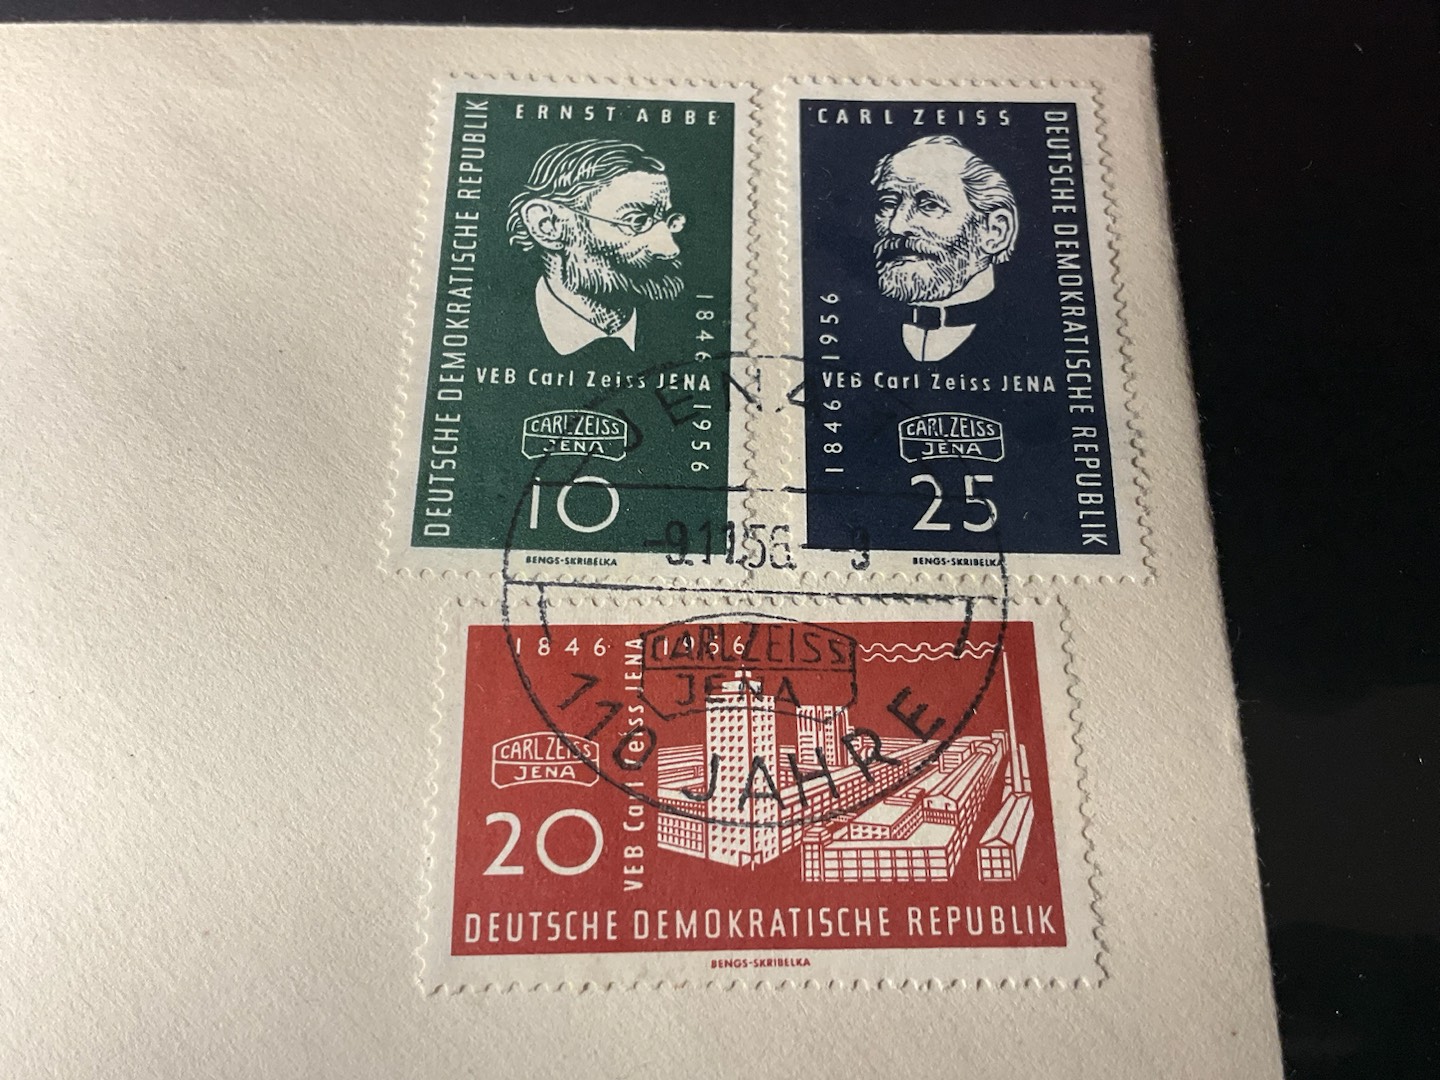 ERNST ABBE
DEUTSCHE DEMOKRATISCHE REPUBLIK
1846 1956
VEB Carl Zeiss JENA
CARL ZEISS
JENA
10
BENGS-SKRIBELKA
CARL ZEISS
DEUTSCHE DEMOKRATISCHE REPUBLIK
1846 1956
VEB Carl Zeiss JENA
CARL ZEISS
JENA
25
BENGS-SKRIBELKA
JENA
-9.11.56--9
CARL ZEISS
JENA
110 JAHRE
1846 1956
VEB Carl Zeiss JENA
CARL ZEISS
JENA
20
DEUTSCHE DEMOKRATISCHE REPUBLIK
BENGS-SKRIBELKA